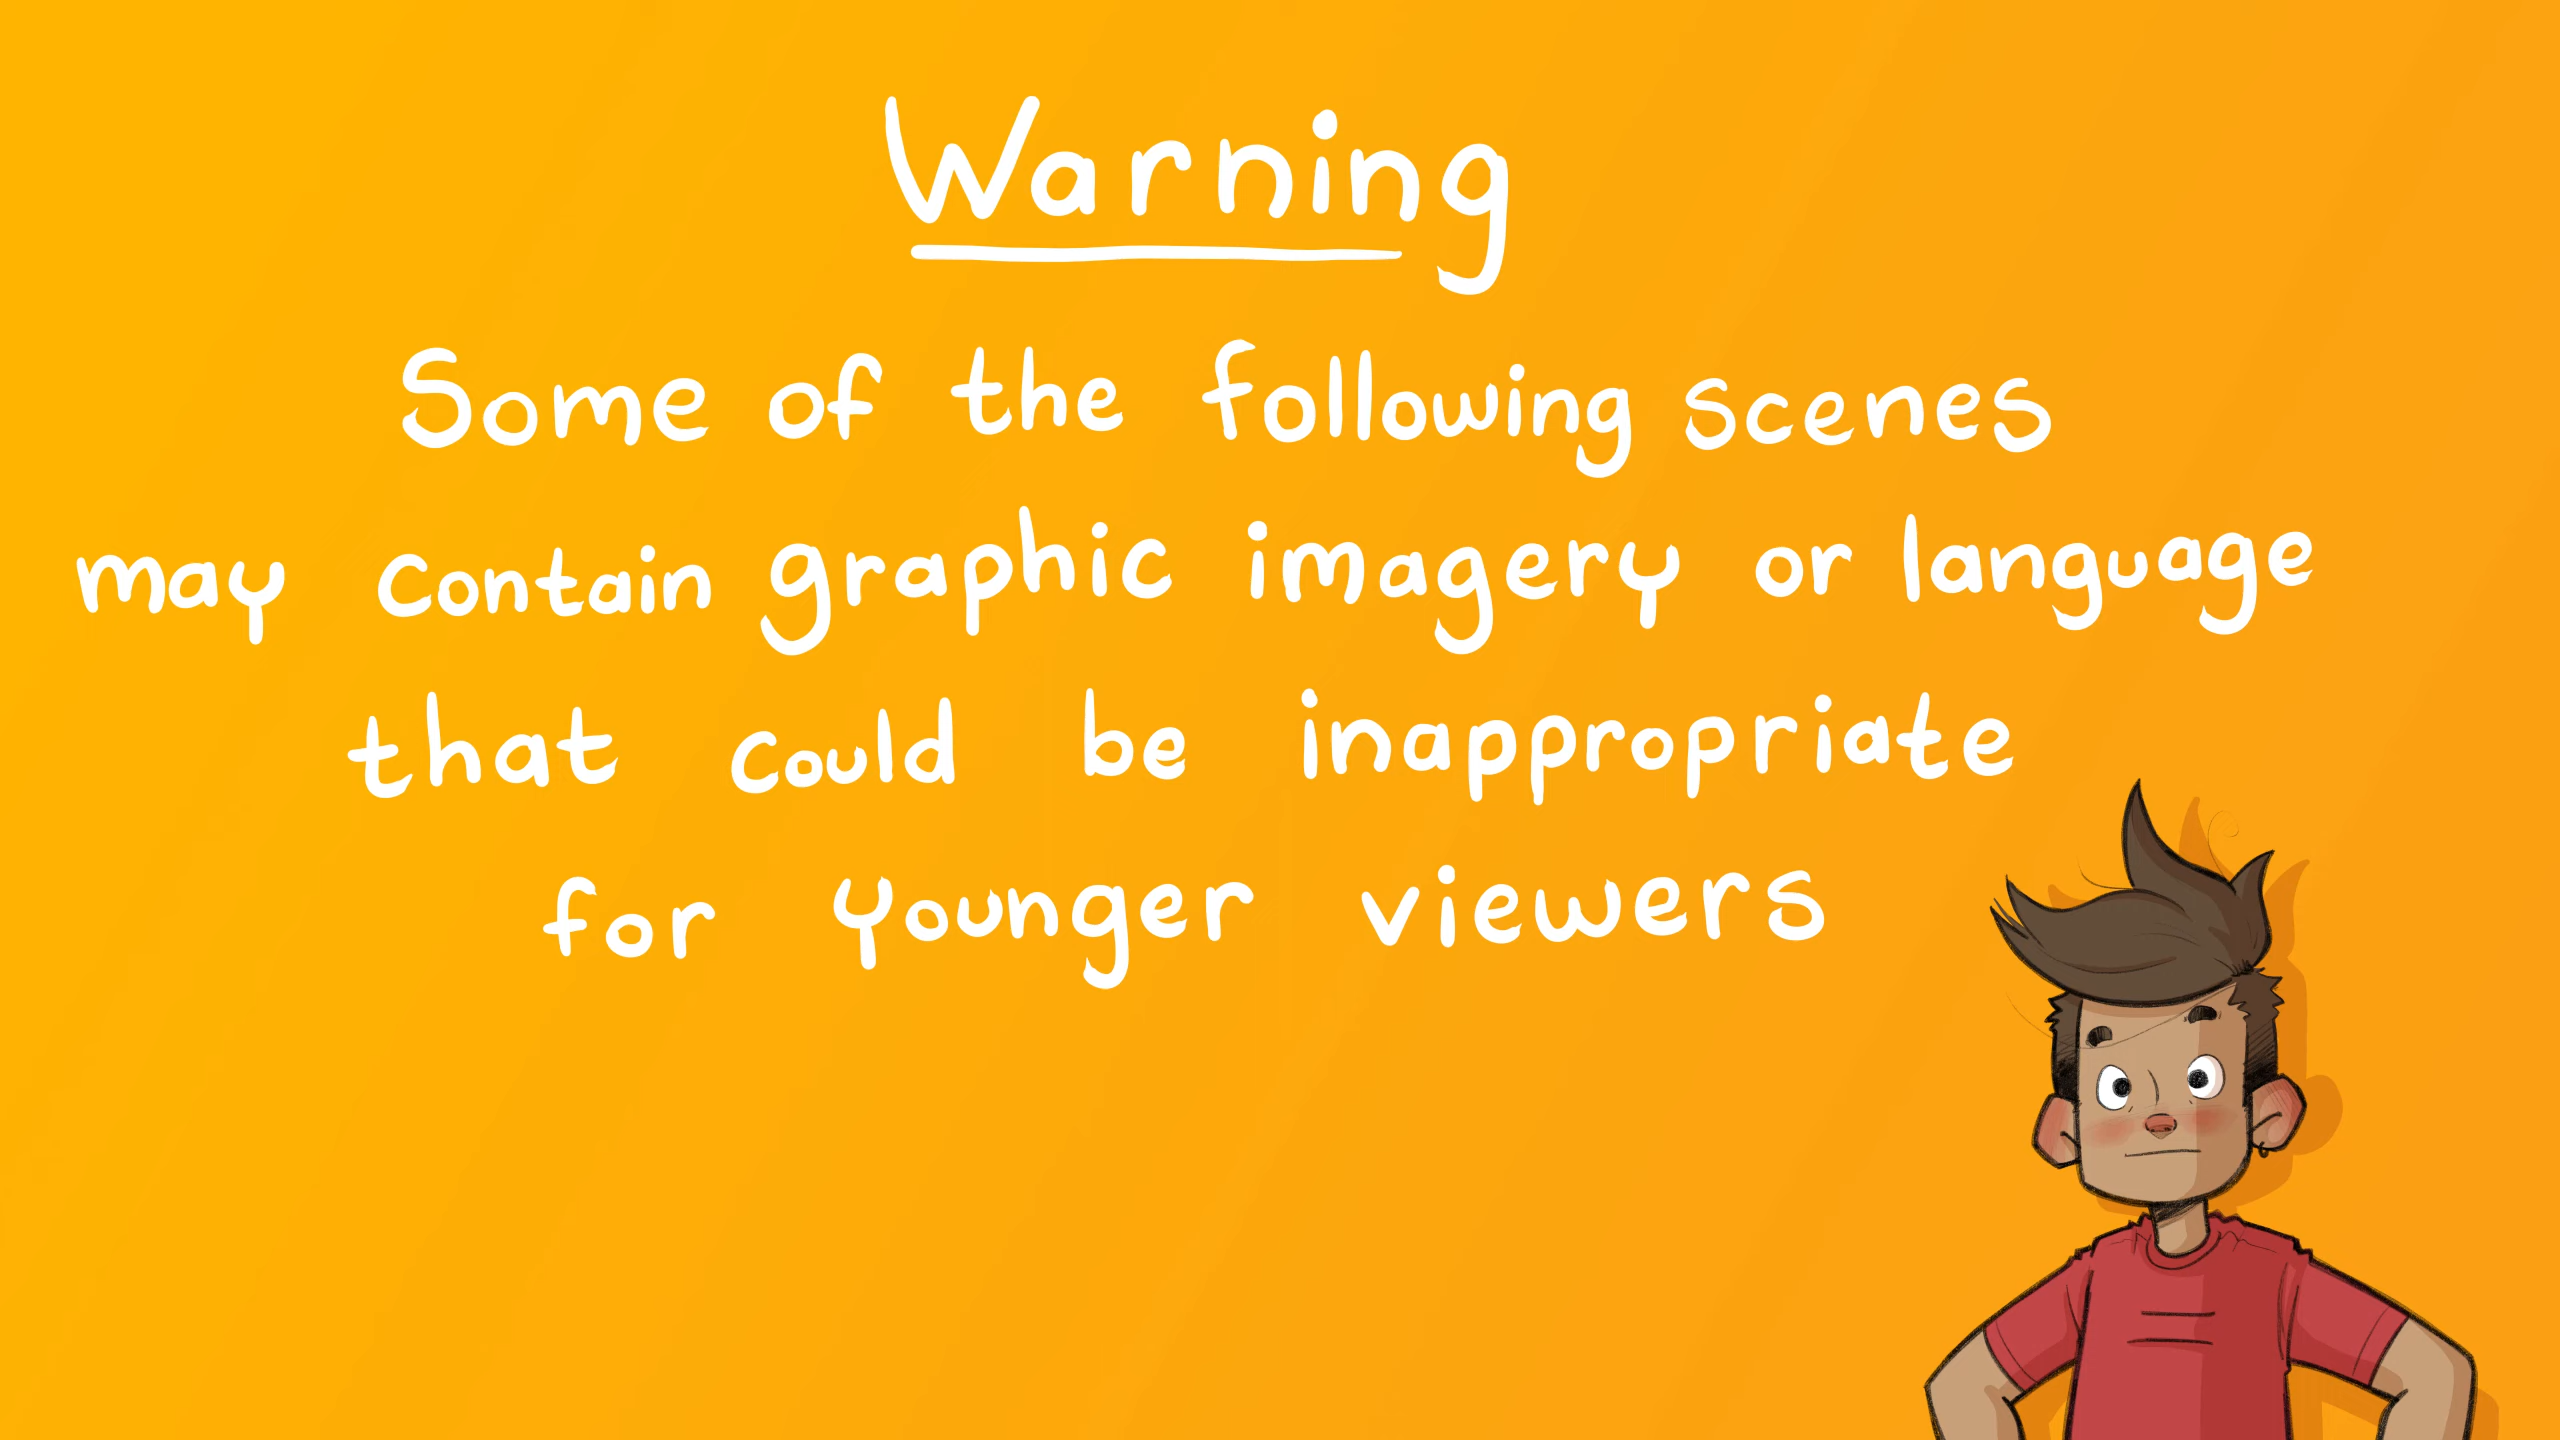 Warning
Some of the following scenes
may contain graphic imagery or language
that could be inappropriate
for younger viewers